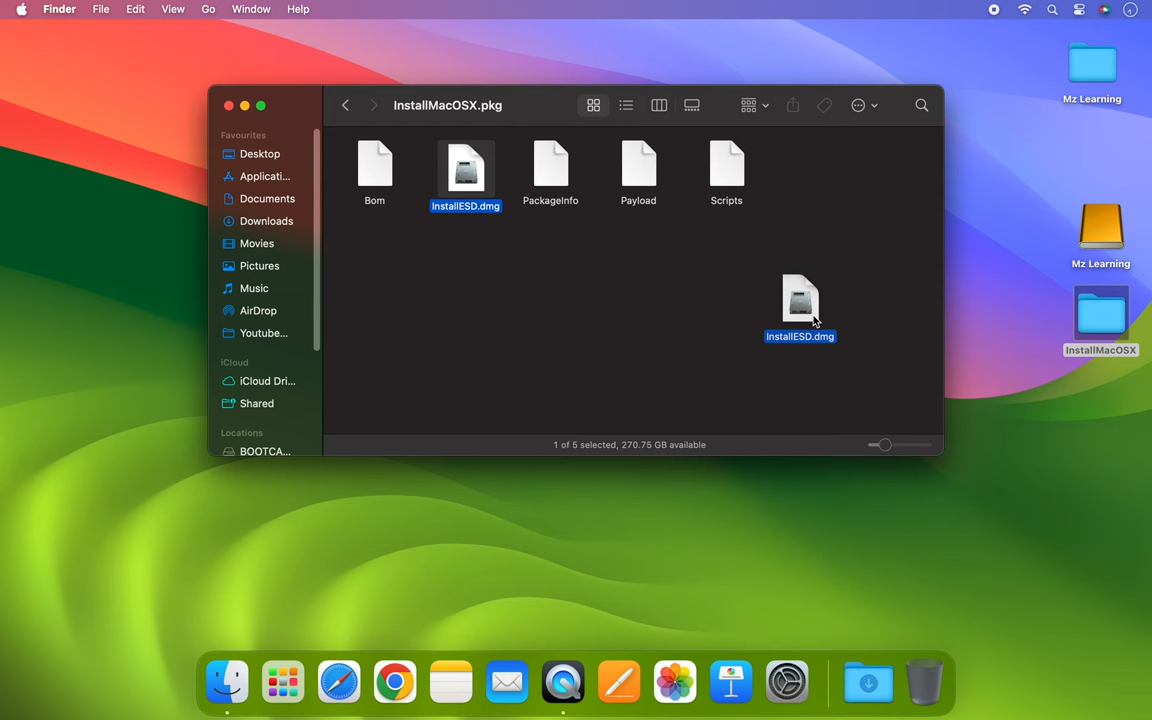 Finder File Edit View Go Window Help
Mz Learning
InstallMacOSX.pkg
Favourites
Desktop
Applicati...
Documents
Downloads
Movies
Pictures
Music
AirDrop
Youtube...
iCloud
iCloud Dri...
Shared
Locations
BOOTCA...
Bom
InstallESD.dmg
PackageInfo
Payload
Scripts
InstallESD.dmg
1 of 5 selected, 270.75 GB available
Mz Learning
InstallMacOSX